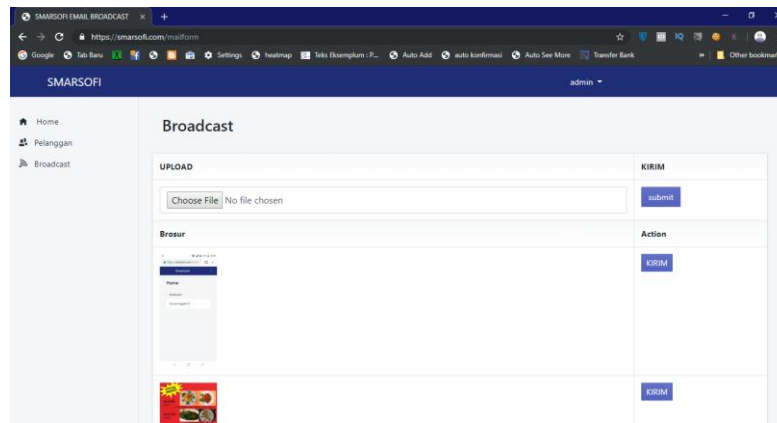 SMARSOFI EMAIL BROADCAST
https://smarsofi.com/mailform
Google Tab Baru Settings heatmap Teks Eksemplum : P... Auto Add auto konfirmasi Auto See More Transfer Bank » Other bookmar
SMARSOFI admin
Home
Pelanggan
Broadcast
Broadcast
UPLOAD KIRIM
Choose File No file chosen submit
Brosur Action
KIRIM
Home
KIRIM